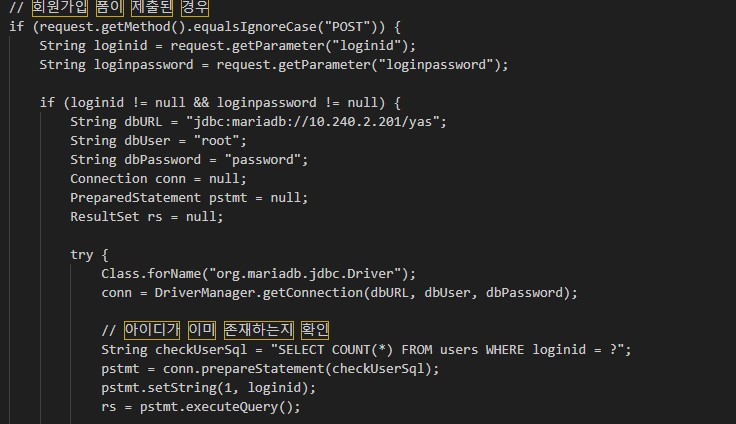 // 회원가입 폼이 제출된 경우
if (request.getMethod().equalsIgnoreCase("POST")) {
String loginid = request.getParameter("loginid");
String loginpassword = request.getParameter("loginpassword");
if (loginid != null && loginpassword != null) {
String dbURL = "jdbc:mariadb://10.240.2.201/yas";
String dbUser = "root";
String dbPassword = "password";
Connection conn = null;
PreparedStatement pstmt = null;
ResultSet rs = null;
try {
Class.forName("org.mariadb.jdbc.Driver");
conn = DriverManager.getConnection(dbURL, dbUser, dbPassword);
// 아이디가 이미 존재하는지 확인
String checkUserSql = "SELECT COUNT(*) FROM users WHERE loginid = ?";
pstmt = conn.prepareStatement(checkUserSql);
pstmt.setString(1, loginid);
rs = pstmt.executeQuery();